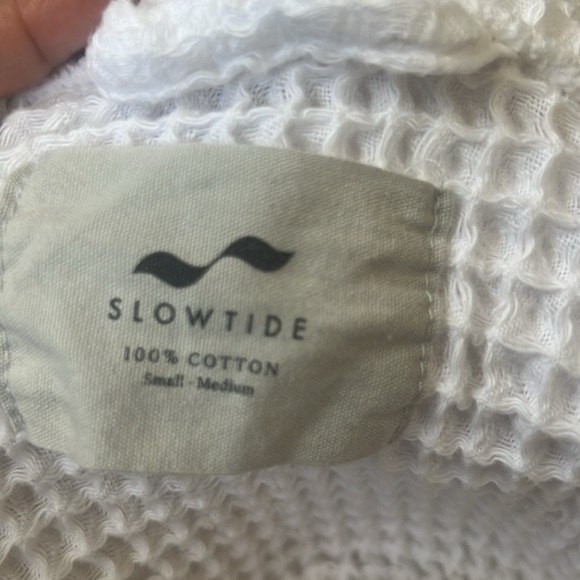 SLOWTIDE
100% COTTON
Small - Medium